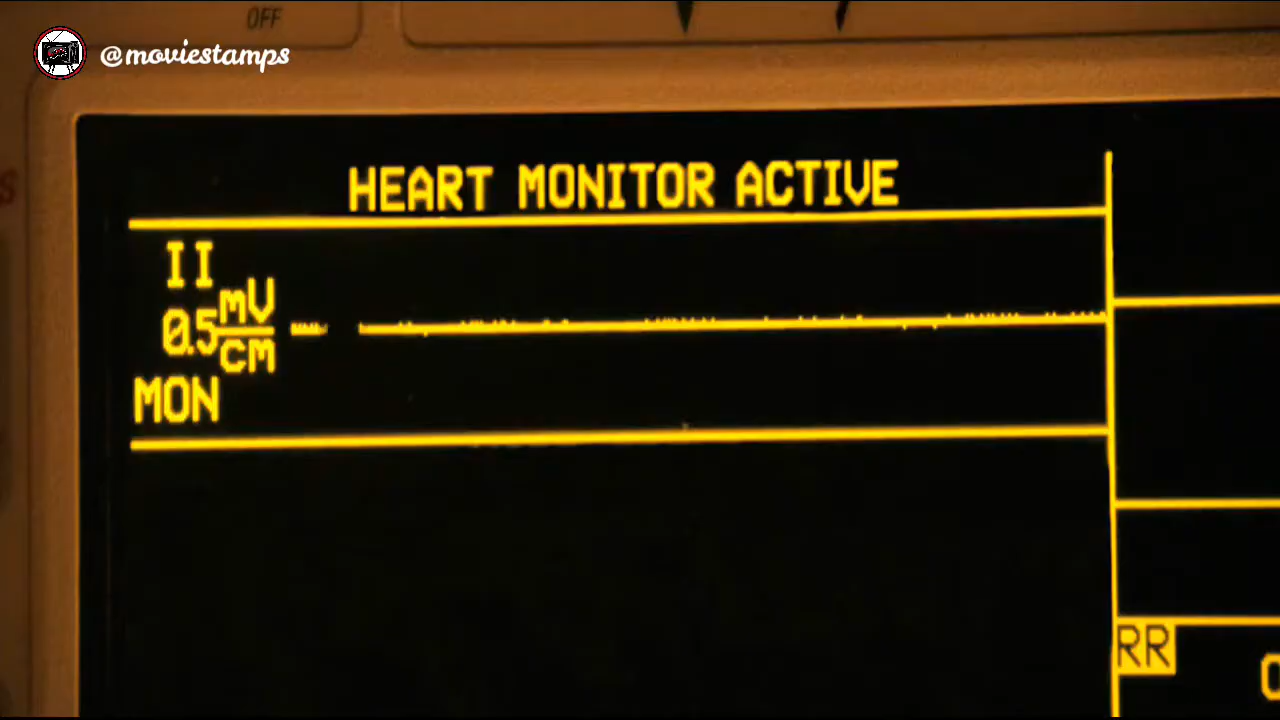 OFF
@moviestamps
HEART MONITOR ACTIVE
II
0.5 mV
CM
MON
RR